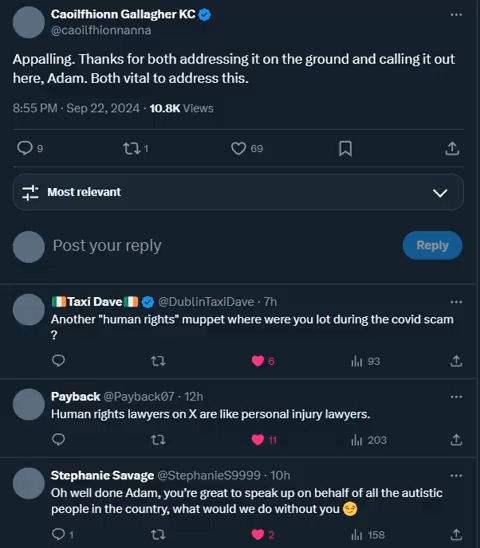 Caoilfhionn Gallagher KC
@caoilfhionnanna
Appalling. Thanks for both addressing it on the ground and calling it out
here, Adam. Both vital to address this.
8:55 PM · Sep 22, 2024 · 10.8K Views
9 1 69
Most relevant
Post your reply
Reply
🇮🇪Taxi Dave🇮🇪 @DublinTaxiDave · 7h
Another "human rights" muppet where were you lot during the covid scam
?
6 93
Payback @Payback07 · 12h
Human rights lawyers on X are like personal injury lawyers.
11 203
Stephanie Savage @StephanieS9999 · 10h
Oh well done Adam, you're great to speak up on behalf of all the autistic
people in the country, what would we do without you 😏
1 2 158